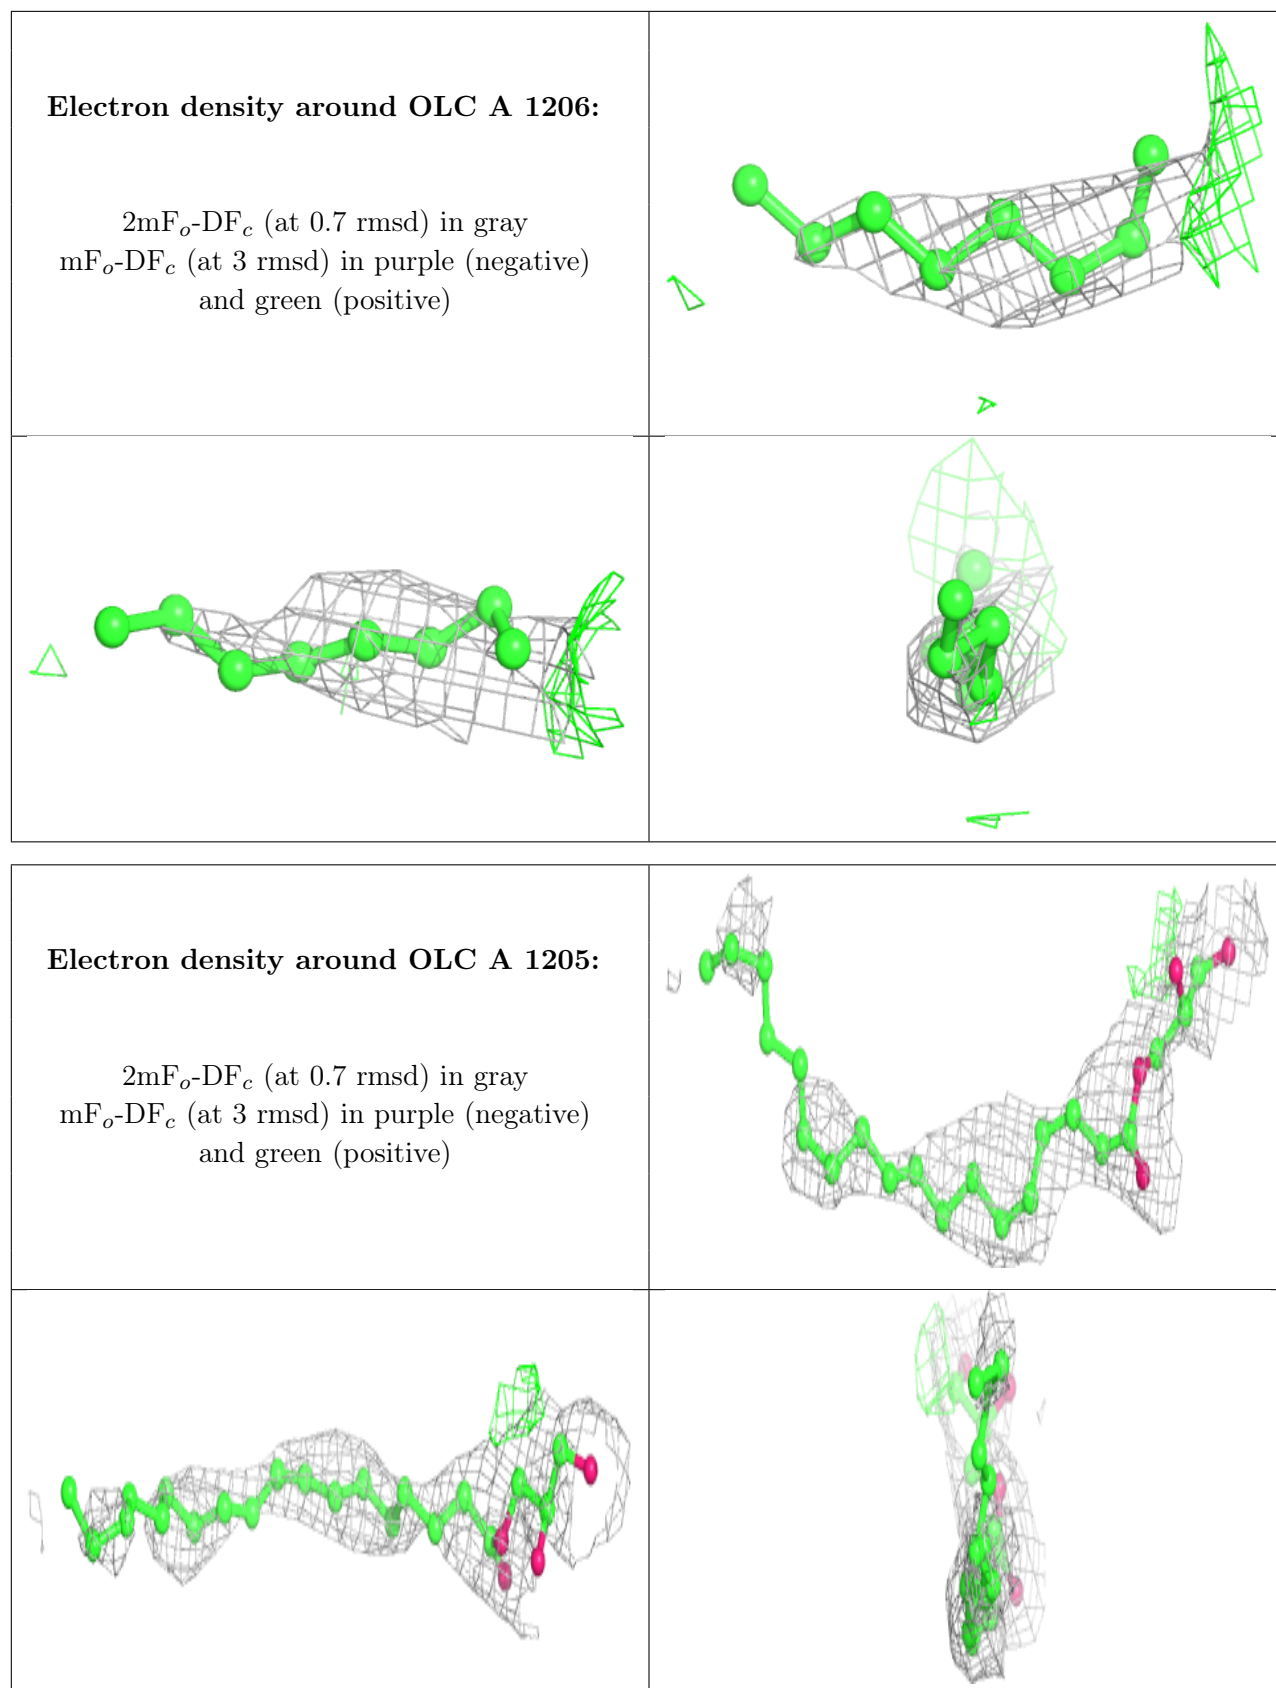 Electron density around OLC A 1206:
2mFo-DFc (at 0.7 rmsd) in gray
mFo-DFc (at 3 rmsd) in purple (negative)
and green (positive)
Electron density around OLC A 1205:
2mFo-DFc (at 0.7 rmsd) in gray
mFo-DFc (at 3 rmsd) in purple (negative)
and green (positive)